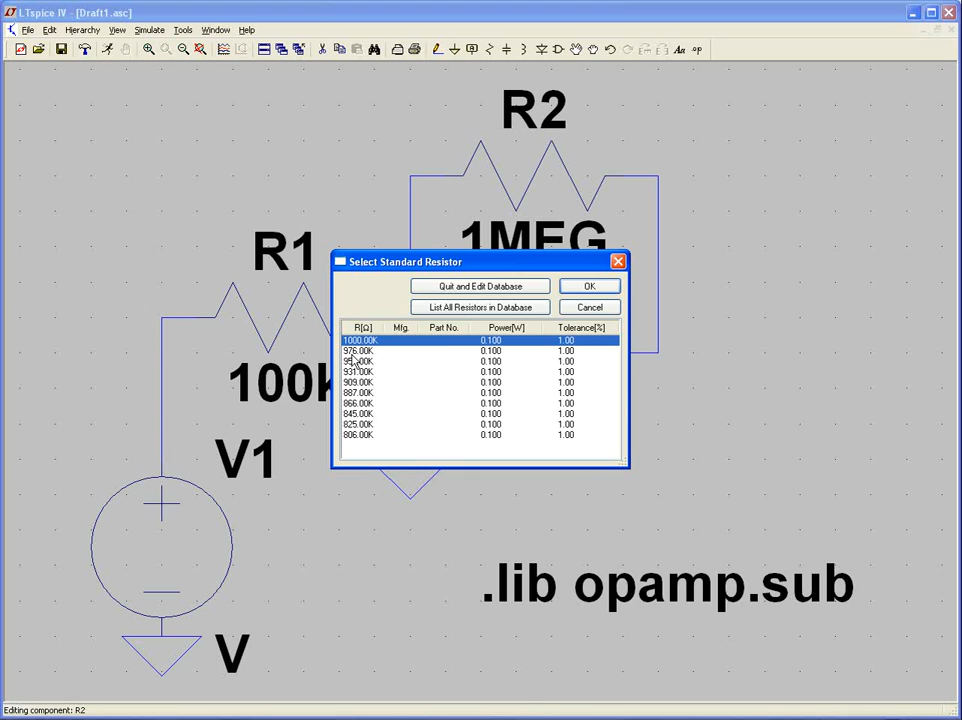 LTspice IV - [Draft1.asc]
File Edit Hierarchy View Simulate Tools Window Help
Aa .op
R2
R1
1MEG
100K
V1
V
.lib opamp.sub
Select Standard Resistor
Quit and Edit Database OK
List All Resistors in Database Cancel
R[Ω] Mfg. Part No. Power[W] Tolerance[%]
1000.00K 0.100 1.00
976.00K 0.100 1.00
0.100 1.00
931.00K 0.100 1.00
909.00K 0.100 1.00
887.00K 0.100 1.00
866.00K 0.100 1.00
845.00K 0.100 1.00
825.00K 0.100 1.00
806.00K 0.100 1.00
Editing component: R2